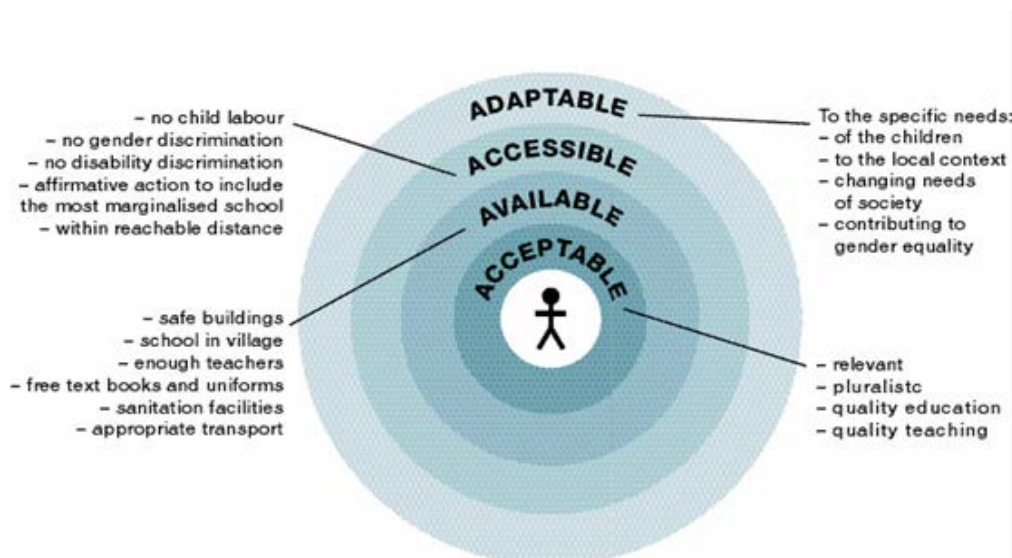 ADAPTABLE
ACCESSIBLE
AVAILABLE
ACCEPTABLE
– no child labour
– no gender discrimination
– no disability discrimination
– affirmative action to include
the most marginalised school
– within reachable distance
– safe buildings
– school in village
– enough teachers
– free text books and uniforms
– sanitation facilities
– appropriate transport
To the specific needs:
– of the children
– to the local context
– changing needs
of society
– contributing to
gender equality
– relevant
– pluralistc
– quality education
– quality teaching